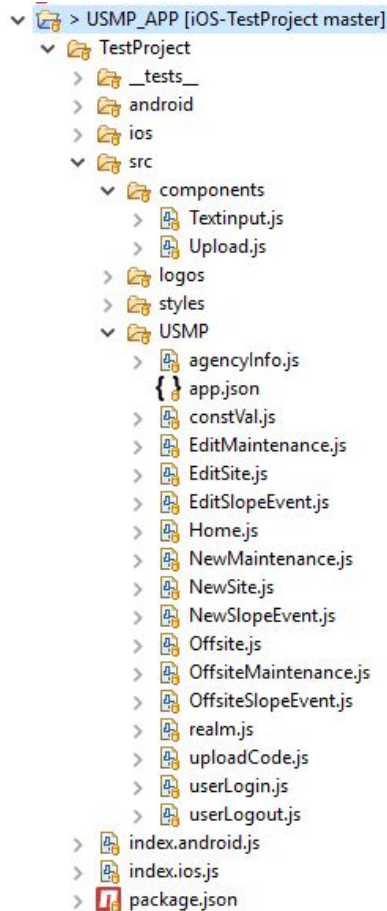 > USMP_APP [iOS-TestProject master]
TestProject
__tests__
android
ios
src
components
Textinput.js
Upload.js
logos
styles
USMP
agencyInfo.js
app.json
constVal.js
EditMaintenance.js
EditSite.js
EditSlopeEvent.js
Home.js
NewMaintenance.js
NewSite.js
NewSlopeEvent.js
Offsite.js
OffsiteMaintenance.js
OffsiteSlopeEvent.js
realm.js
uploadCode.js
userLogin.js
userLogout.js
index.android.js
index.ios.js
package.json